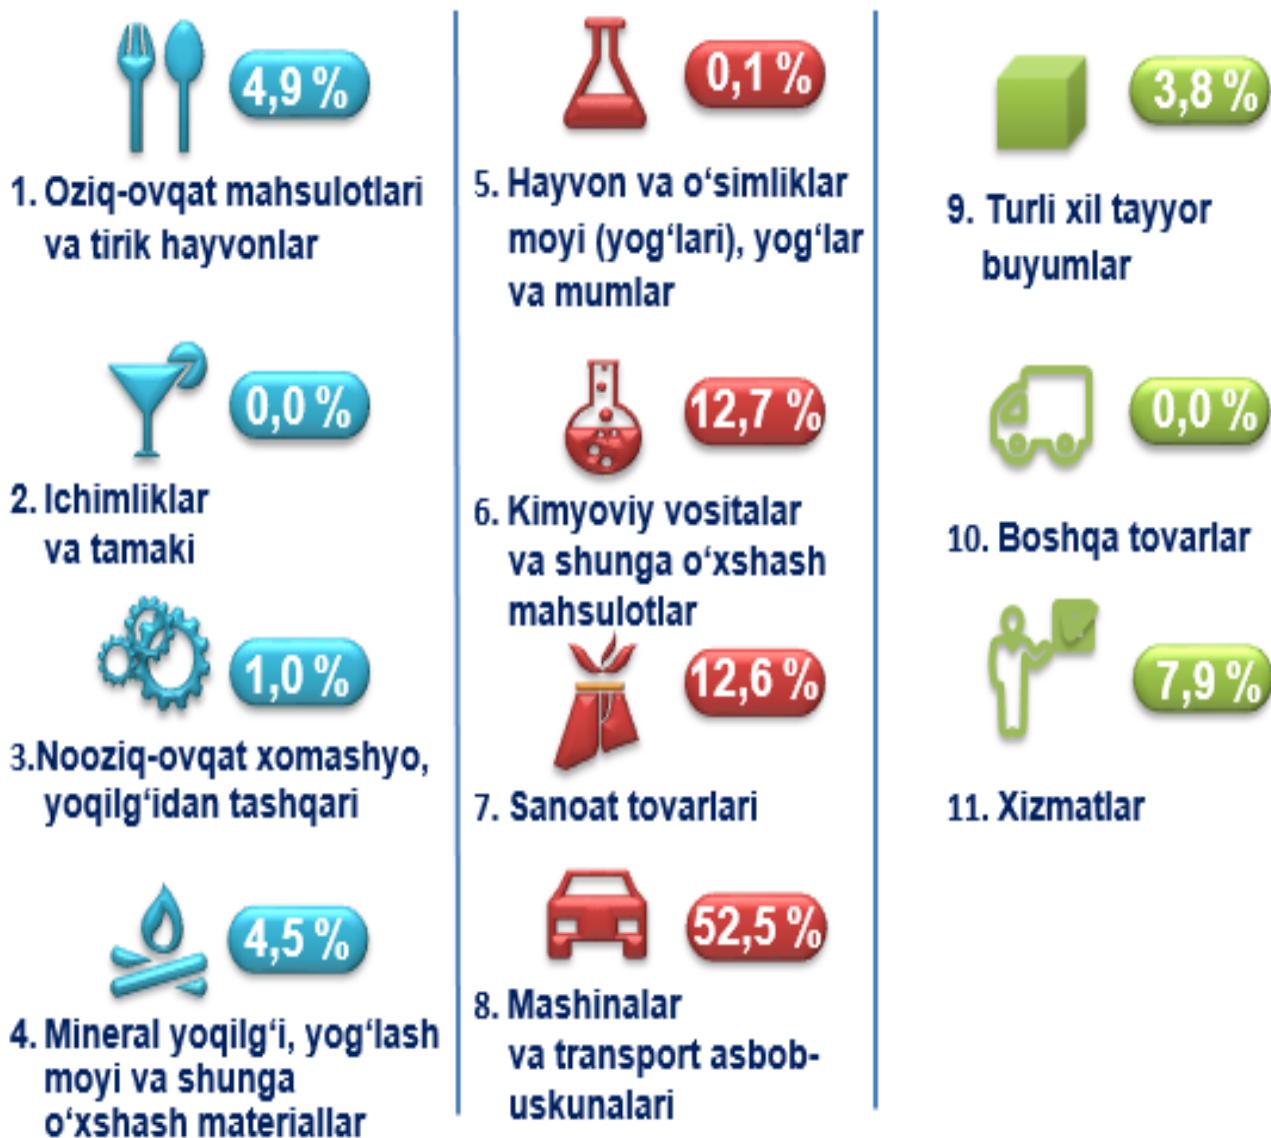 4,9 %
1. Oziq-ovqat mahsulotlari
va tirik hayvonlar
0,0 %
2. Ichimliklar
va tamaki
1,0 %
3.Nooziq-ovqat xomashyo,
yoqilg‘idan tashqari
4,5 %
4. Mineral yoqilg‘i, yog‘lash
moyi va shunga
o‘xshash materiallar
0,1 %
5. Hayvon va o‘simliklar
moyi (yog‘lari), yog‘lar
va mumlar
12,7 %
6. Kimyoviy vositalar
va shunga o‘xshash
mahsulotlar
12,6 %
7. Sanoat tovarlari
52,5 %
8. Mashinalar
va transport asbob-
uskunalari
3,8 %
9. Turli xil tayyor
buyumlar
0,0 %
10. Boshqa tovarlar
7,9 %
11. Xizmatlar